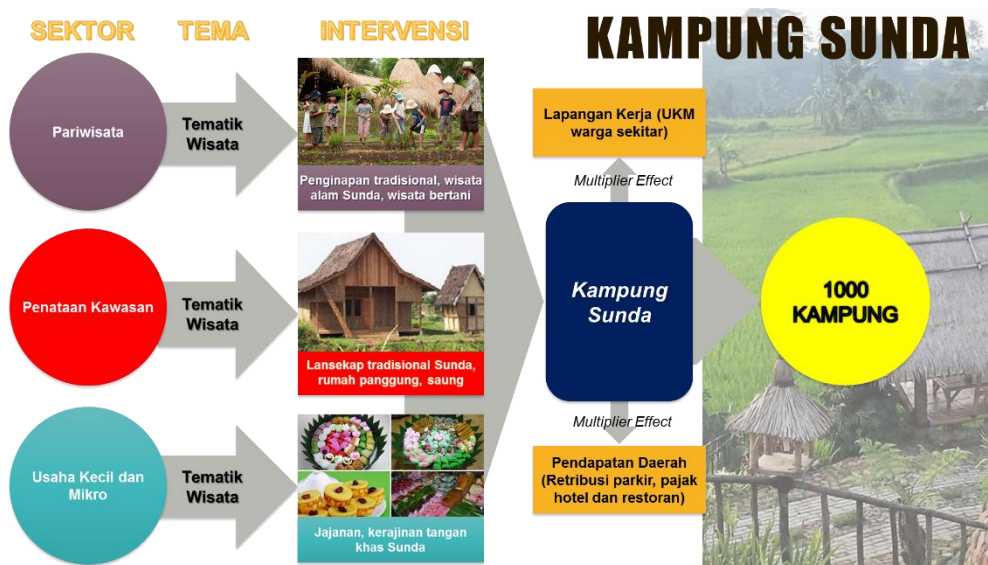 SEKTOR
TEMA
INTERVENSI
KAMPUNG SUNDA
Pariwisata
Tematik
Wisata
Penginapan tradisional, wisata
alam Sunda, wisata bertani
Penataan Kawasan
Tematik
Wisata
Lansekap tradisional Sunda,
rumah panggung, saung
Usaha Kecil dan
Mikro
Tematik
Wisata
Jajanan, kerajinan tangan
khas Sunda
Lapangan Kerja (UKM
warga sekitar)
Multiplier Effect
Kampung
Sunda
Multiplier Effect
Pendapatan Daerah
(Retribusi parkir, pajak
hotel dan restoran)
1000
KAMPUNG